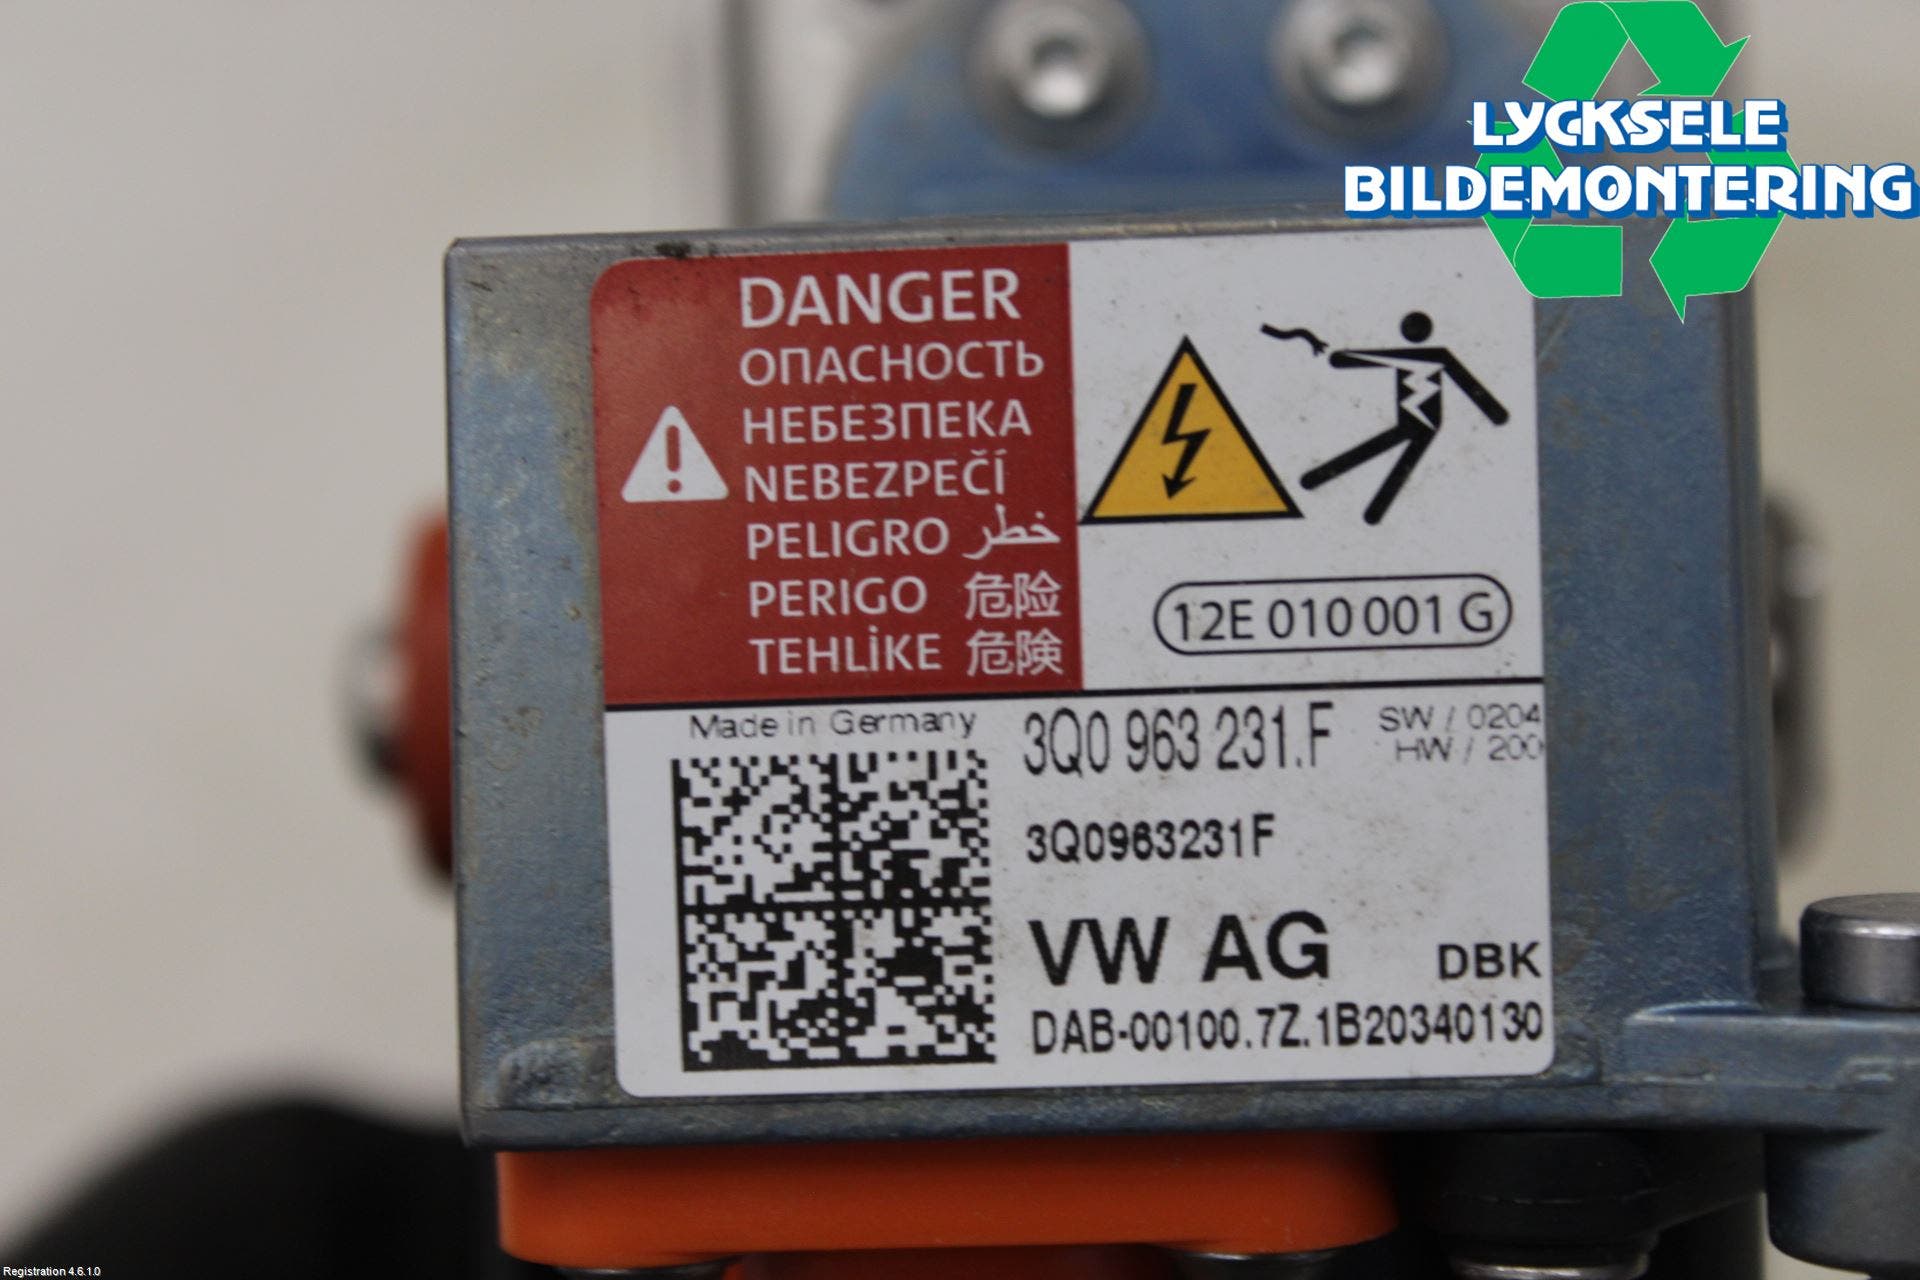 LYCKSELE
BILDEMONTERING
DANGER
ОПАСНОСТЬ
НЕБЕЗПЕКА
NEBEZPEČÍ
PELIGRO خطر
PERIGO 危险
TEHLİKE 危険
12E 010 001 G
Made in Germany
3Q0 963 231.F
SW / 0204
HW / 200
3Q0963231F
VW AG DBK
DAB-00100.7Z.1B20340130
Registration 4.6.1.0